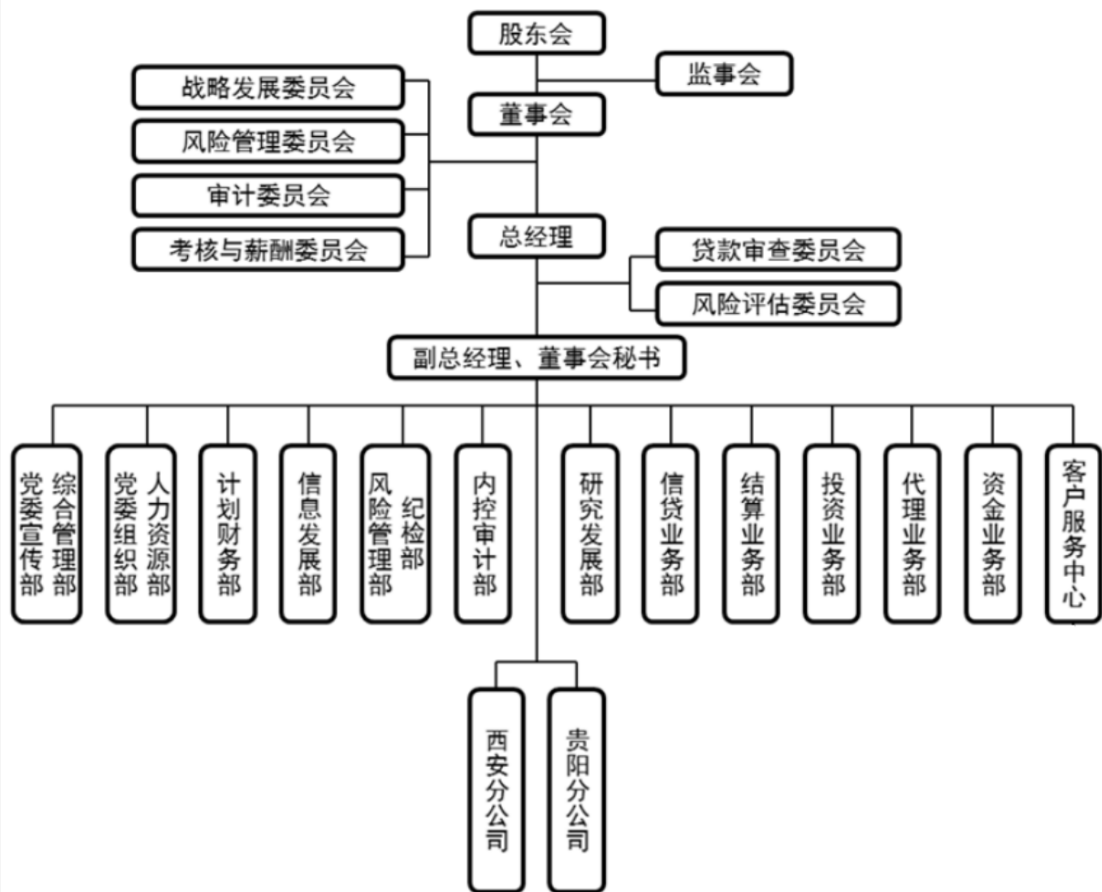 股东会
监事会
战略发展委员会
董事会
风险管理委员会
审计委员会
考核与薪酬委员会
总经理
贷款审查委员会
风险评估委员会
副总经理、董事会秘书
综合管理部
党委宣传部
人力资源部
党委组织部
计划财务部
信息发展部
纪检部
风险管理部
内控审计部
研究发展部
信贷业务部
结算业务部
投资业务部
代理业务部
资金业务部
客户服务中心
西安分公司
贵阳分公司